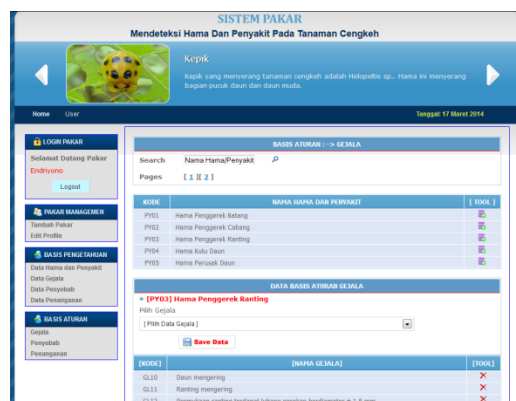 SISTEM PAKAR
Mendeteksi Hama Dan Penyakit Pada Tanaman Cengkeh
Kepik
Kepik yang menyerang tanaman cengkeh adalah Helopeltis sp.. Hama ini menyerang
bagian pucuk daun dan daun muda.
Home User Tanggal: 17 Maret 2014
LOGIN PAKAR
Selamat Datang Pakar
Endriyono
Logout
PAKAR MANAGEMEN
Tambah Pakar
Edit Profile
BASIS PENGETAHUAN
Data Hama dan Penyakit
Data Gejala
Data Penyebab
Data Penanganan
BASIS ATURAN
Gejala
Penyebab
Penanganan
BASIS ATURAN :--> GEJALA
Search Nama Hama/Penyakit
Pages [ 1 ][ 2 ]
KODE NAMA HAMA DAN PENYAKIT [ TOOL ]
PY01 Hama Penggerek Batang
PY02 Hama Penggerek Cabang
PY03 Hama Penggerek Ranting
PY04 Hama Kutu Daun
PY05 Hama Perusak Daun
DATA BASIS ATURAN GEJALA
[PY03] Hama Penggerek Ranting
Pilih Gejala
[ Pilih Data Gejala ]
Save Data
[KODE] [NAMA GEJALA] [TOOL]
GL10 Daun mengering
GL11 Ranting mengering